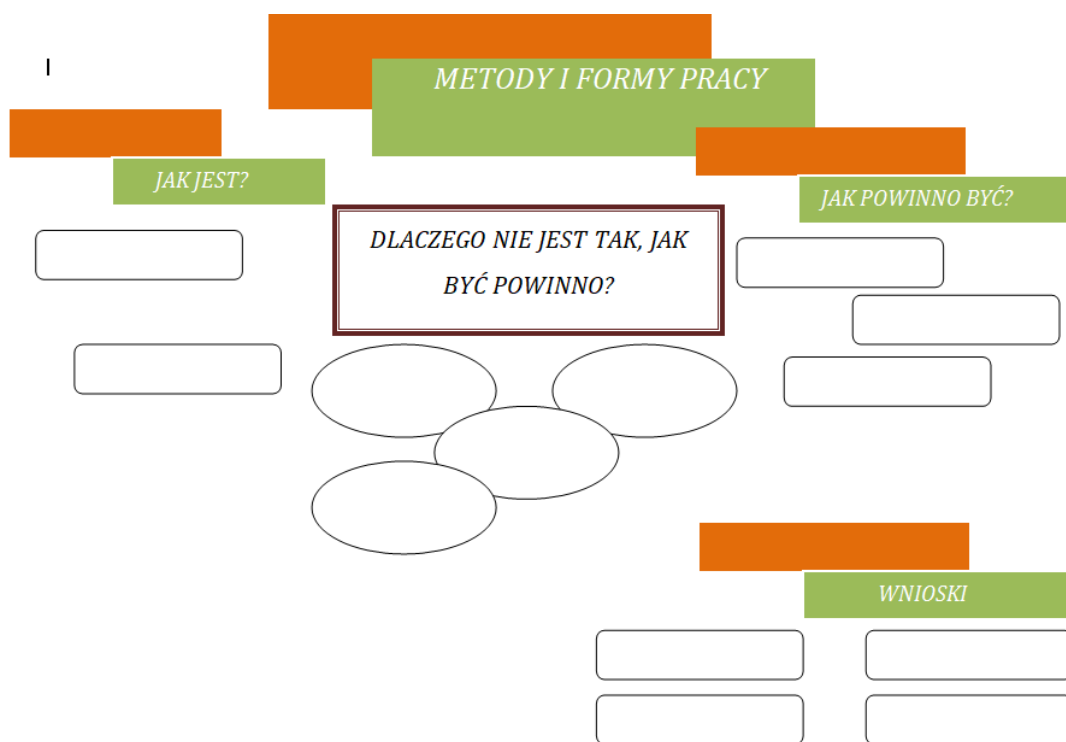 METODY I FORMY PRACY
JAK JEST?
JAK POWINNO BYĆ?
DLACZEGO NIE JEST TAK, JAK
BYĆ POWINNO?
WNIOSKI